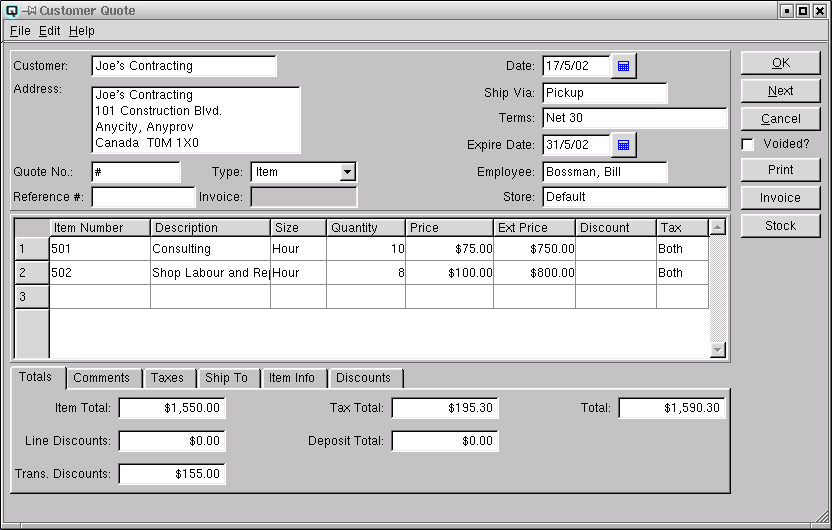 Customer Quote
File Edit Help
Customer: Joe's Contracting
Address: Joe's Contracting
101 Construction Blvd.
Anycity, Anyprov
Canada T0M 1X0
Quote No.: # Type: Item
Reference #: Invoice:
Date: 17/5/02
Ship Via: Pickup
Terms: Net 30
Expire Date: 31/5/02
Employee: Bossman, Bill
Store: Default
OK
Next
Cancel
Voided?
Print
Invoice
Stock
Item Number Description Size Quantity Price Ext Price Discount Tax
1 501 Consulting Hour 10 $75.00 $750.00 Both
2 502 Shop Labour and Rep Hour 8 $100.00 $800.00 Both
3
Totals Comments Taxes Ship To Item Info Discounts
Item Total: $1,550.00 Tax Total: $195.30 Total: $1,590.30
Line Discounts: $0.00 Deposit Total: $0.00
Trans. Discounts: $155.00